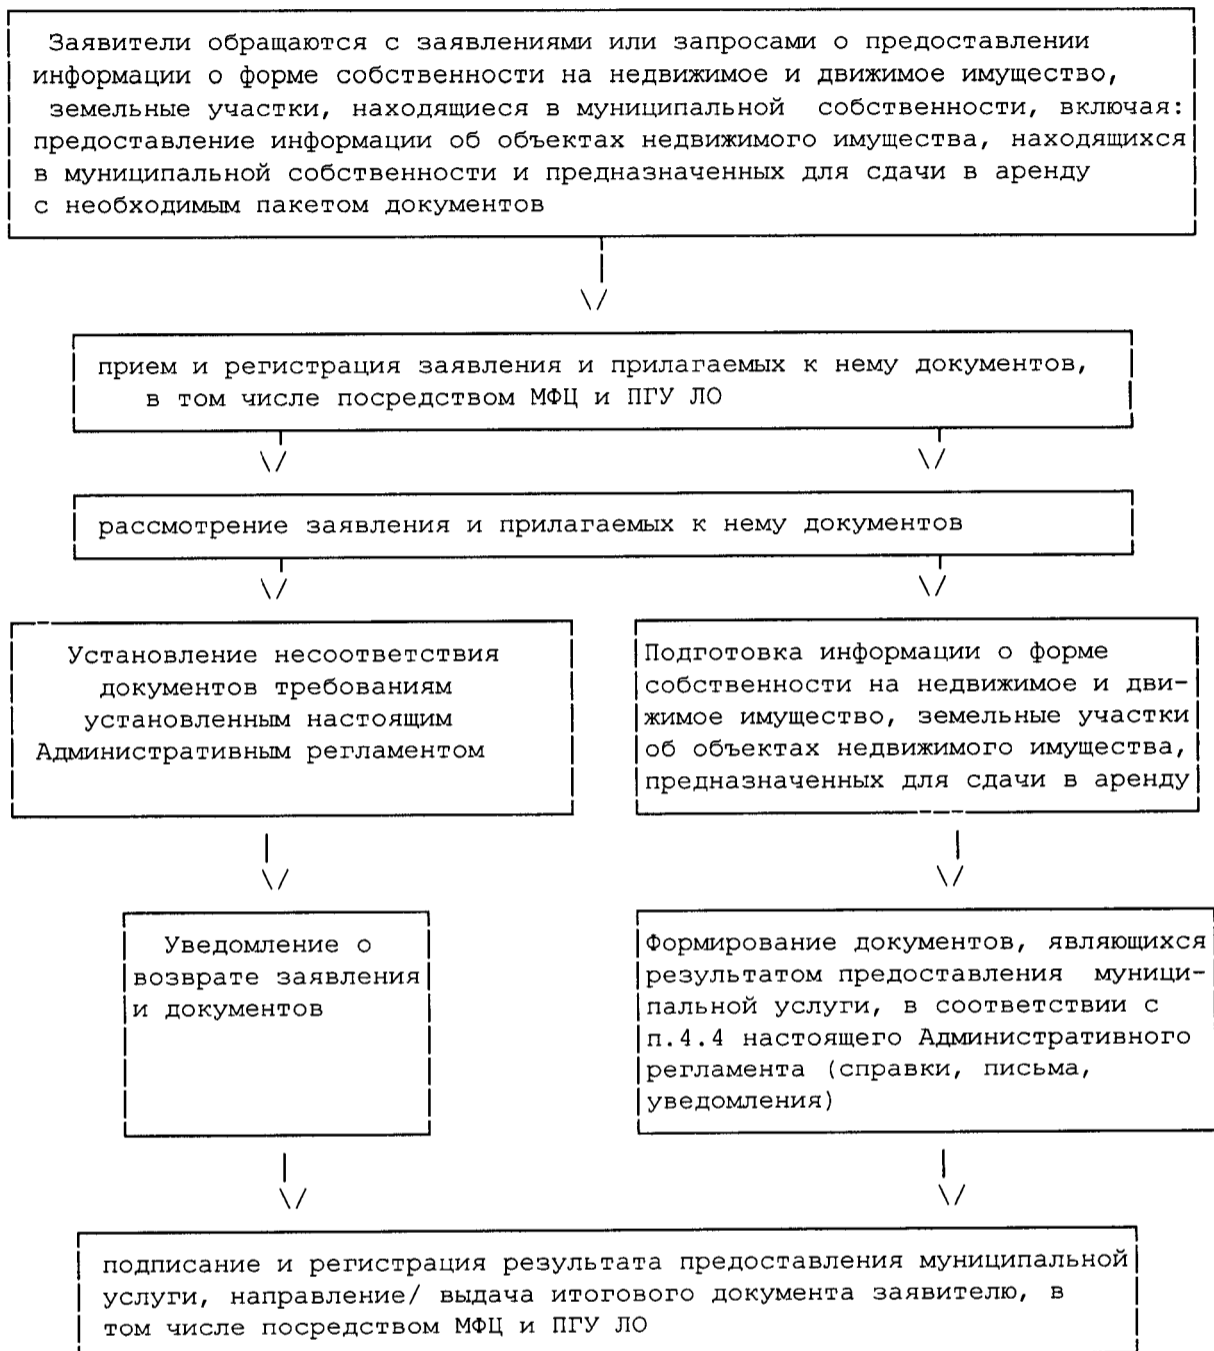 Заявители обращаются с заявлениями или запросами о предоставлении
информации о форме собственности на недвижимое и движимое имущество,
земельные участки, находящиеся в муниципальной собственности, включая:
предоставление информации об объектах недвижимого имущества, находящихся
в муниципальной собственности и предназначенных для сдачи в аренду
с необходимым пакетом документов
прием и регистрация заявления и прилагаемых к нему документов,
в том числе посредством МФЦ и ПГУ ЛО
рассмотрение заявления и прилагаемых к нему документов
Установление несоответствия
документов требованиям
установленным настоящим
Административным регламентом
Подготовка информации о форме
собственности на недвижимое и дви-
жимое имущество, земельные участки
об объектах недвижимого имущества,
предназначенных для сдачи в аренду
Уведомление о
возврате заявления
и документов
Формирование документов, являющихся
результатом предоставления муници-
пальной услуги, в соответствии с
п.4.4 настоящего Административного
регламента (справки, письма,
уведомления)
подписание и регистрация результата предоставления муниципальной
услуги, направление/ выдача итогового документа заявителю, в
том числе посредством МФЦ и ПГУ ЛО